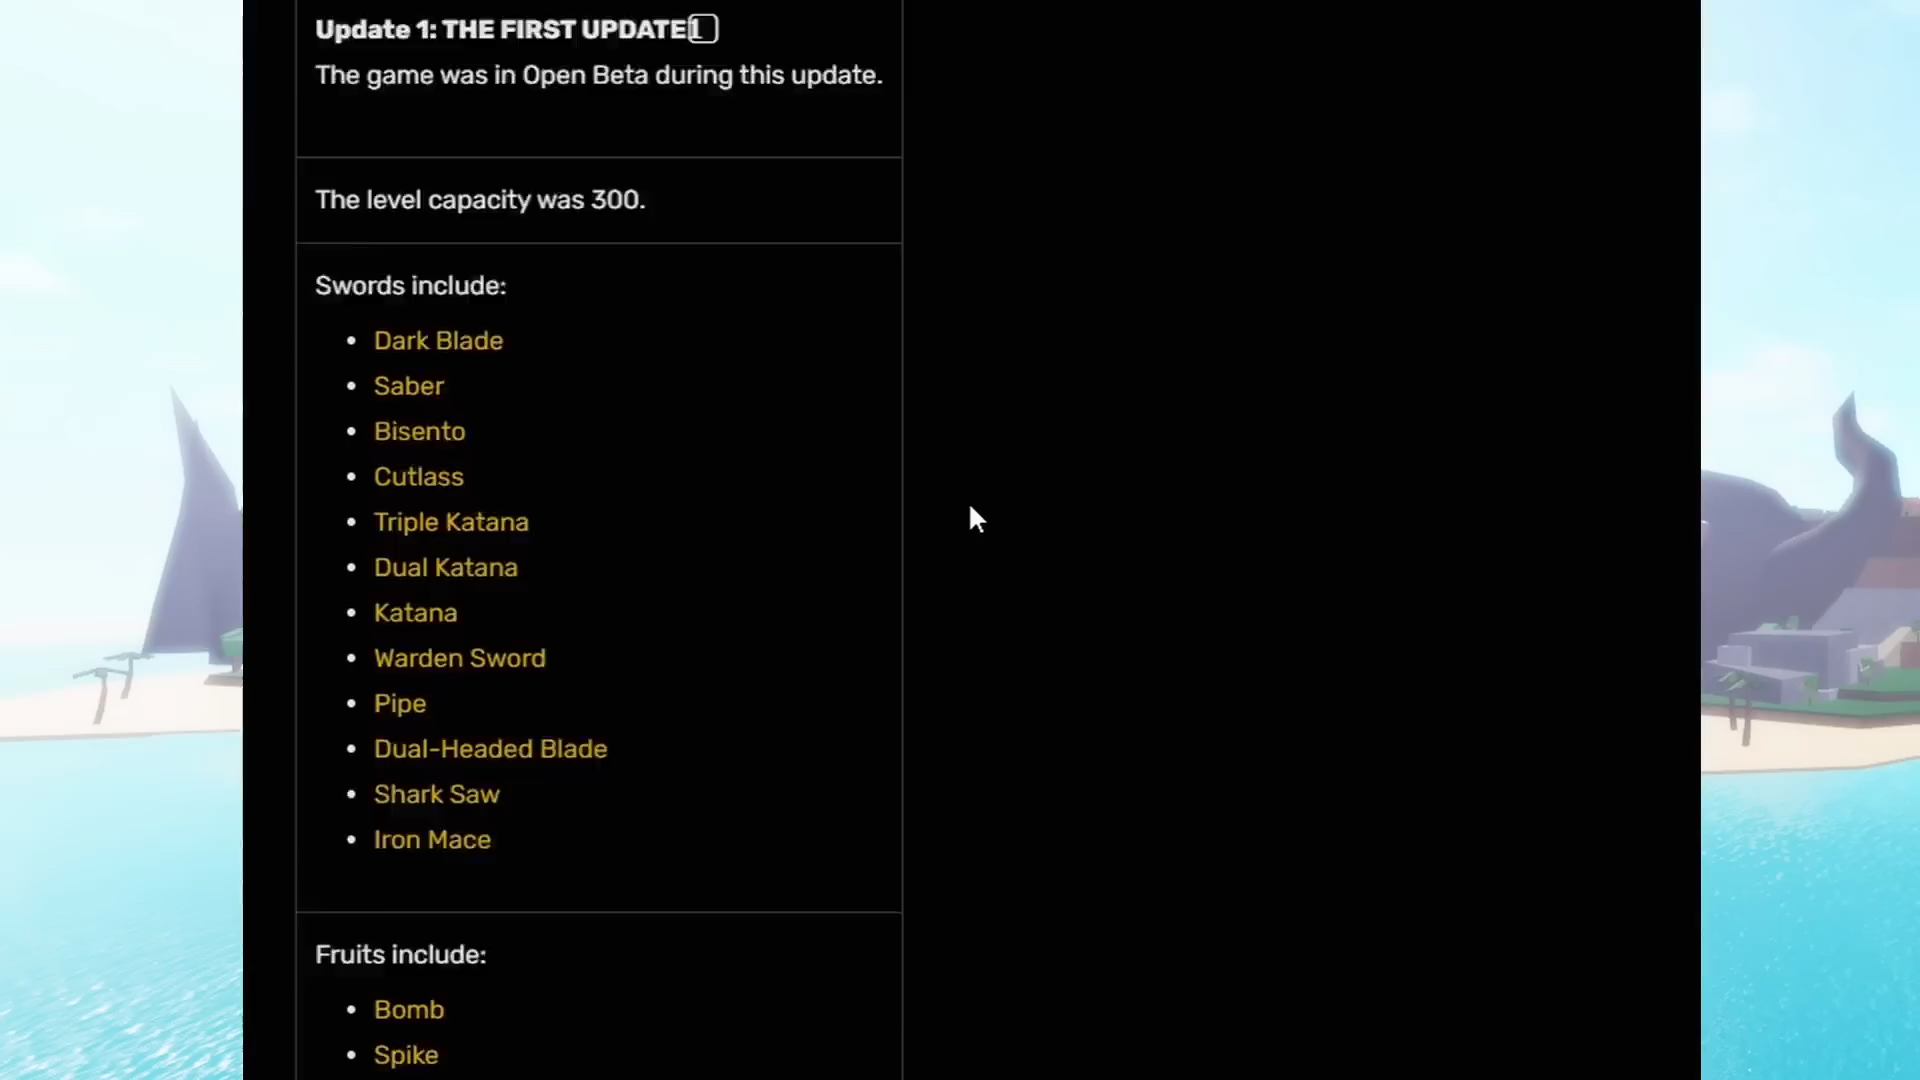 Update 1: THE FIRST UPDATE1
The game was in Open Beta during this update.
The level capacity was 300.
Swords include:
Dark Blade
Saber
Bisento
Cutlass
Triple Katana
Dual Katana
Katana
Warden Sword
Pipe
Dual-Headed Blade
Shark Saw
Iron Mace
Fruits include:
Bomb
Spike